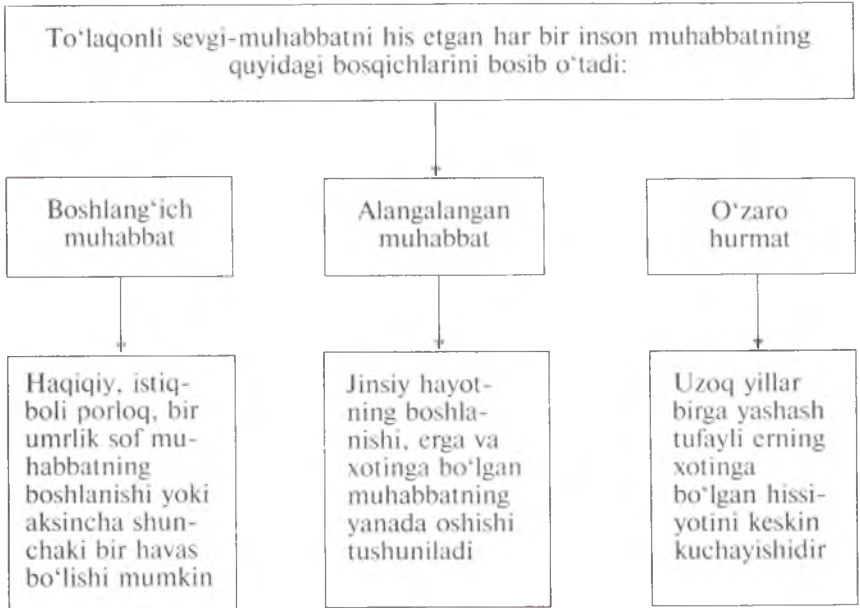 To‘laqonli sevgi-muhabbatni his etgan har bir inson muhabbatning
quyidagi bosqichlarini bosib o‘tadi:
Boshlang‘ich
muhabbat
Alangalangan
muhabbat
O‘zaro
hurmat
Haqiqiy, istiq-
boli porloq, bir
umrlik sof mu-
habbatning
boshlanishi yoki
aksincha shun-
chaki bir havas
bo‘lishi mumkin
Jinsiy hayot-
ning boshla-
nishi, erga va
xotinga bo‘lgan
muhabbatning
yanada oshishi
tushuniladi
Uzoq yillar
birga yashash
tufayli erning
xotinga
bo‘lgan hissi-
yotini keskin
kuchayishidir